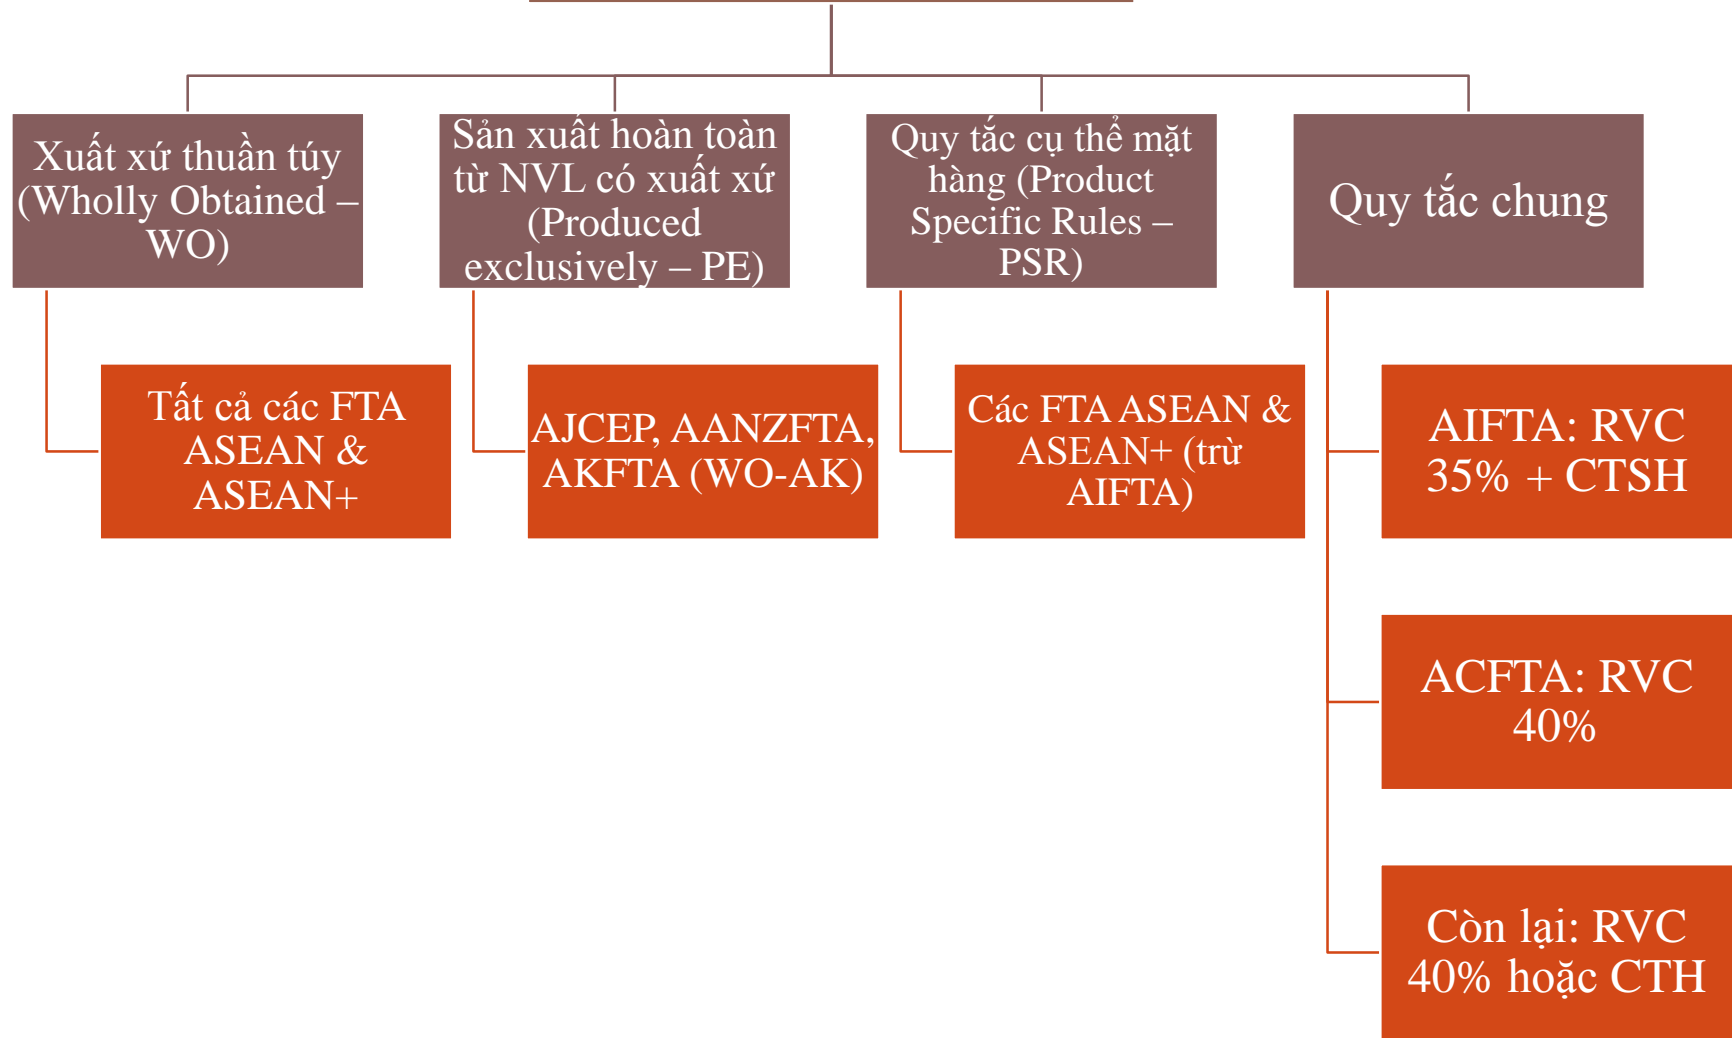 Xuất xứ thuần túy
(Wholly Obtained –
WO)
Sản xuất hoàn toàn
từ NVL có xuất xứ
(Produced
exclusively – PE)
Quy tắc cụ thể mặt
hàng (Product
Specific Rules –
PSR)
Quy tắc chung
Tất cả các FTA
ASEAN &
ASEAN+
AJCEP, AANZFTA,
AKFTA (WO-AK)
Các FTA ASEAN &
ASEAN+ (trừ
AIFTA)
AIFTA: RVC
35% + CTSH
ACFTA: RVC
40%
Còn lại: RVC
40% hoặc CTH